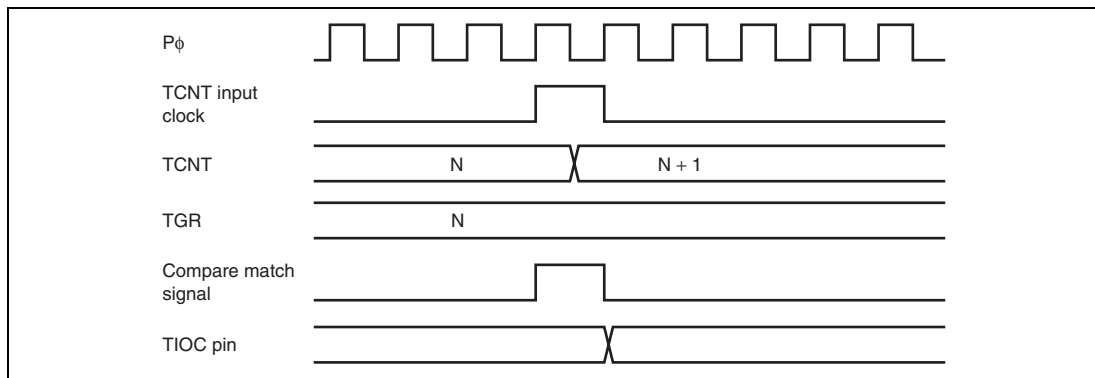 Pϕ
TCNT input
clock
TCNT
N
N + 1
TGR
N
Compare match
signal
TIOC pin